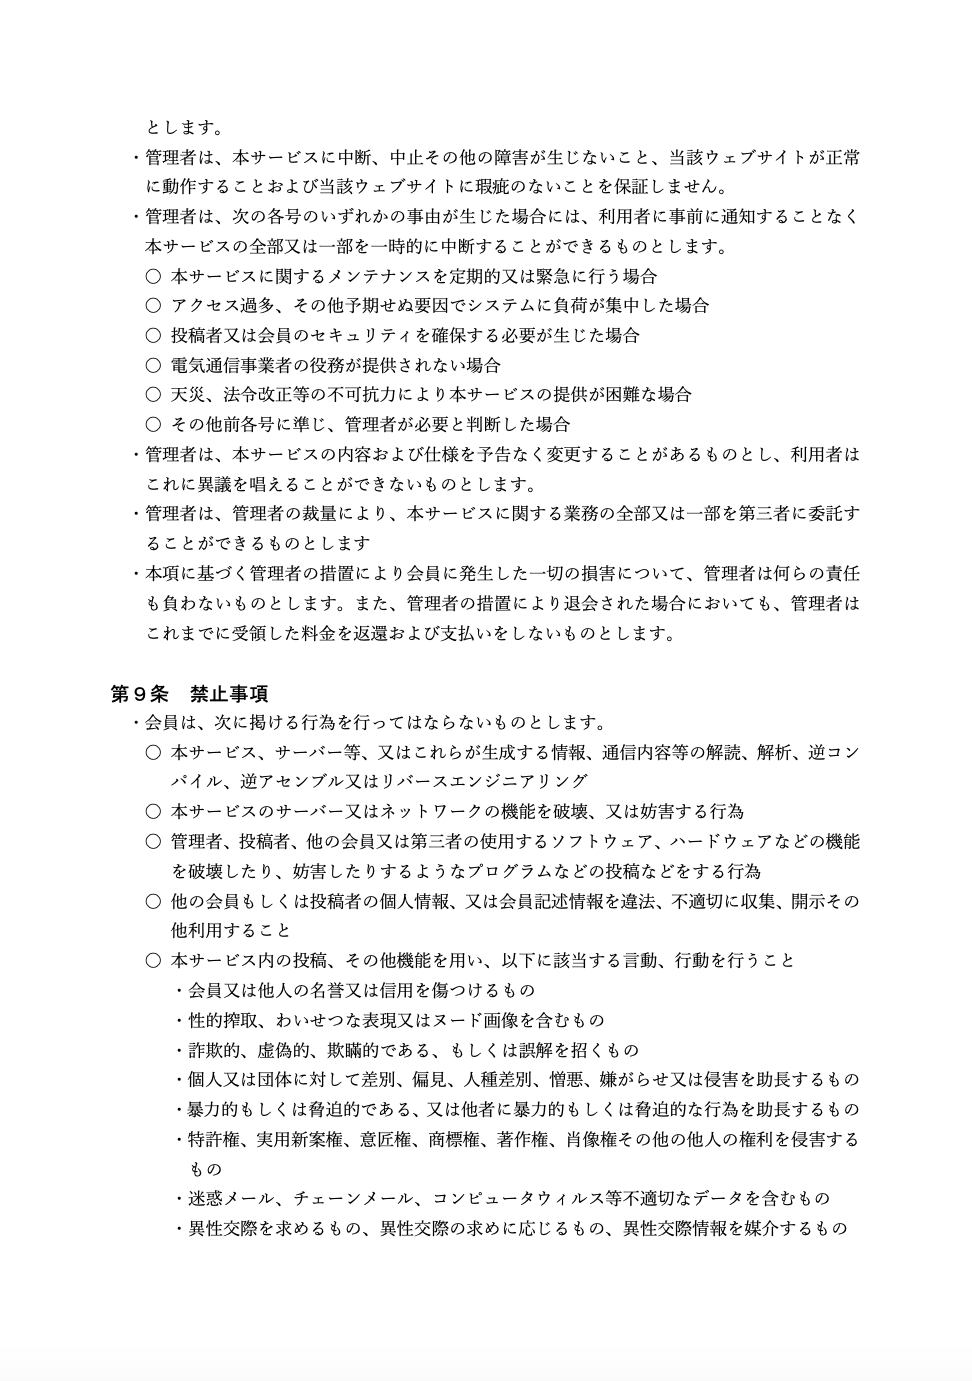 とします。
・管理者は、本サービスに中断、中止その他の障害が生じないこと、当該ウェブサイトが正常
に動作することおよび当該ウェブサイトに瑕疵のないことを保証しません。
・管理者は、次の各号のいずれかの事由が生じた場合には、利用者に事前に通知することなく
本サービスの全部又は一部を一時的に中断することができるものとします。
○ 本サービスに関するメンテナンスを定期的又は緊急に行う場合
○ アクセス過多、その他予期せぬ要因でシステムに負荷が集中した場合
○ 投稿者又は会員のセキュリティを確保する必要が生じた場合
○ 電気通信事業者の役務が提供されない場合
○ 天災、法令改正等の不可抗力により本サービスの提供が困難な場合
○ その他前各号に準じ、管理者が必要と判断した場合
・管理者は、本サービスの内容および仕様を予告なく変更することがあるものとし、利用者は
これに異議を唱えることができないものとします。
・管理者は、管理者の裁量により、本サービスに関する業務の全部又は一部を第三者に委託す
ることができるものとします
・本項に基づく管理者の措置により会員に発生した一切の損害について、管理者は何らの責任
も負わないものとします。また、管理者の措置により退会された場合においても、管理者は
これまでに受領した料金を返還および支払いをしないものとします。
第９条　禁止事項
・会員は、次に掲げる行為を行ってはならないものとします。
○ 本サービス、サーバー等、又はこれらが生成する情報、通信内容等の解読、解析、逆コン
パイル、逆アセンブル又はリバースエンジニアリング
○ 本サービスのサーバー又はネットワークの機能を破壊、又は妨害する行為
○ 管理者、投稿者、他の会員又は第三者の使用するソフトウェア、ハードウェアなどの機能
を破壊したり、妨害したりするようなプログラムなどの投稿などをする行為
○ 他の会員もしくは投稿者の個人情報、又は会員記述情報を違法、不適切に収集、開示その
他利用すること
○ 本サービス内の投稿、その他機能を用い、以下に該当する言動、行動を行うこと
・会員又は他人の名誉又は信用を傷つけるもの
・性的搾取、わいせつな表現又はヌード画像を含むもの
・詐欺的、虚偽的、欺瞞的である、もしくは誤解を招くもの
・個人又は団体に対して差別、偏見、人種差別、憎悪、嫌がらせ又は侵害を助長するもの
・暴力的もしくは脅迫的である、又は他者に暴力的もしくは脅迫的な行為を助長するもの
・特許権、実用新案権、意匠権、商標権、著作権、肖像権その他の他人の権利を侵害する
もの
・迷惑メール、チェーンメール、コンピュータウィルス等不適切なデータを含むもの
・異性交際を求めるもの、異性交際の求めに応じるもの、異性交際情報を媒介するもの